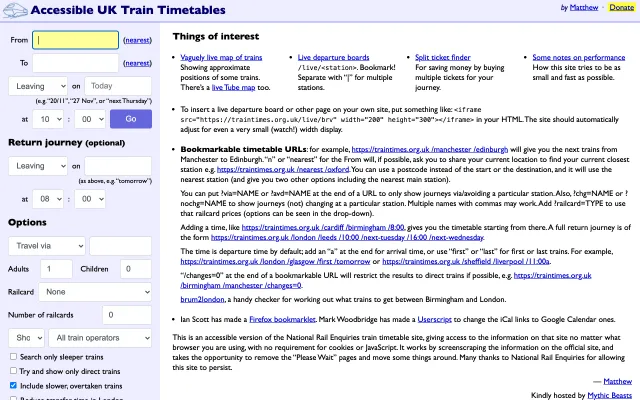 Accessible UK Train Timetables
by Matthew · Donate
From (nearest)
To (nearest)
Leaving on Today
(e.g. "20/11", "27 Nov", or "next Thursday")
at 10 : 00 Go
Return journey (optional)
Leaving on
(as above, e.g. "tomorrow")
at 08 : 00
Options
Travel via
Adults 1 Children 0
Railcard None
Number of railcards 0
Sho All train operators
Search only sleeper trains
Try and show only direct trains
Include slower, overtaken trains
Reduce transfer time in London
Things of interest
Vaguely live map of trains
Showing approximate
positions of some trains.
There's a live Tube map too.
Live departure boards
/live/<station>. Bookmark!
Separate with "|" for multiple
stations.
Split ticket finder
For saving money by buying
multiple tickets for your
journey.
Some notes on performance
How this site tries to be as
small and fast as possible.
To insert a live departure board or other page on your own site, put something like: <iframe
src="https://traintimes.org.uk/live/brv" width="200" height="300"></iframe> in your HTML. The site should automatically
adjust for even a very small (watch!) width display.
Bookmarkable timetable URLs: for example, https://traintimes.org.uk /manchester /edinburgh will give you the next trains from
Manchester to Edinburgh. "n" or "nearest" for the From will, if possible, ask you to share your current location to find your current closest
station e.g. https://traintimes.org.uk /nearest /oxford. You can use a postcode instead of the start or the destination, and it will use the
nearest station (and give you two other options including the nearest main station).
You can put ?via=NAME or ?avd=NAME at the end of a URL to only show journeys via/avoiding a particular station. Also, ?chg=NAME or ?
nochg=NAME to show journeys (not) changing at a particular station. Multiple names with commas may work. Add ?railcard=TYPE to use
that railcard prices (options can be seen in the drop-down).
Adding a time, like https://traintimes.org.uk /cardiff /birmingham /8:00, gives you the timetable starting from there. A full return journey is of
the form https://traintimes.org.uk /london /leeds /10:00 /next-tuesday /16:00 /next-wednesday.
The time is departure time by default; add an "a" at the end for arrival time, or use "first" or "last" for first or last trains. For example,
https://traintimes.org.uk /london /glasgow /first /tomorrow or https://traintimes.org.uk /sheffield /liverpool /11:00a.
"/changes=0" at the end of a bookmarkable URL will restrict the results to direct trains if possible, e.g. https://traintimes.org.uk
/birmingham /manchester /changes=0.
brum2london, a handy checker for working out what trains to get between Birmingham and London.
Ian Scott has made a Firefox bookmarklet. Mark Woodbridge has made a Userscript to change the iCal links to Google Calendar ones.
This is an accessible version of the National Rail Enquiries train timetable site, giving access to the information on that site no matter
what browser you are using, with no requirement for cookies or JavaScript. It works by screenscraping the information on the official site, and
takes the opportunity to remove the "Please Wait" pages and move some things around. Many thanks to National Rail Enquiries for allowing
this site to persist.
— Matthew
Kindly hosted by Mythic Beasts